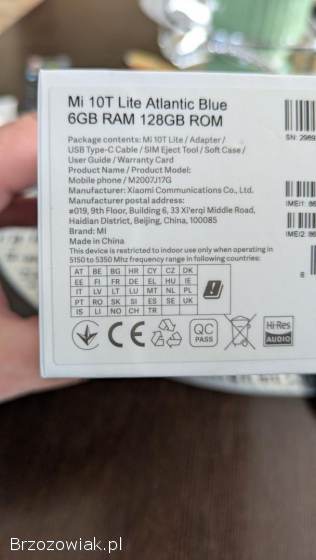 Mi 10T Lite Atlantic Blue
6GB RAM 128GB ROM
Package contents: Mi 10T Lite / Adapter /
USB Type-C Cable / SIM Eject Tool / Soft Case /
User Guide / Warranty Card
Product Name / Product Model:
Mobile phone / M2007J17G
Manufacturer: Xiaomi Communications Co., Ltd.
Manufacturer postal address:
#019, 9th Floor, Building 6, 33 Xi'erqi Middle Road,
Haidian District, Beijing, China, 100085
Brand: MI
Made in China
This device is restricted to indoor use only when operating in
5150 to 5350 Mhz frequency range in following countries:
AT BE BG HR CY CZ DK
EE FI FR DE EL HU IE
IT LV LT LU MT NL PL
PT RO SK SI ES SE UK
IS LI NO CH TR
CE
QC
PASS
Hi-Res
AUDIO
SN: 2989
IMEI1: 86
IMEI2: 86
Brzozowiak.pl